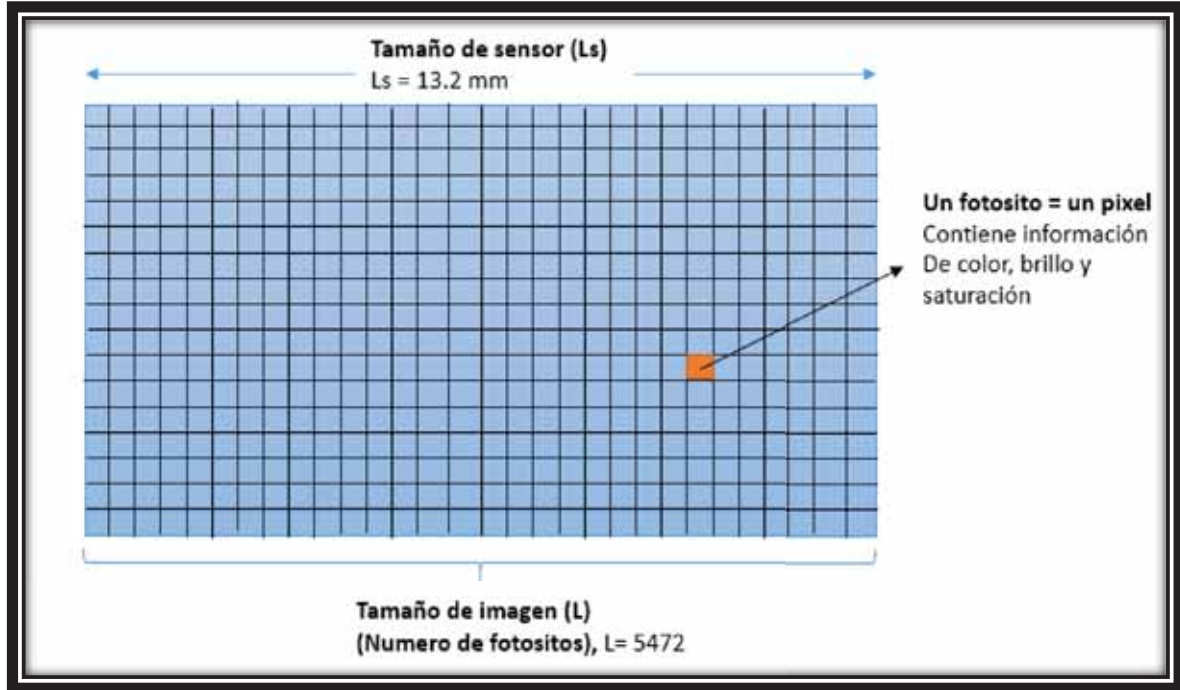 Tamaño de sensor (Ls)
Ls = 13.2 mm
Un fotosito = un pixel
Contiene información
De color, brillo y
saturación
Tamaño de imagen (L)
(Numero de fotositos), L= 5472